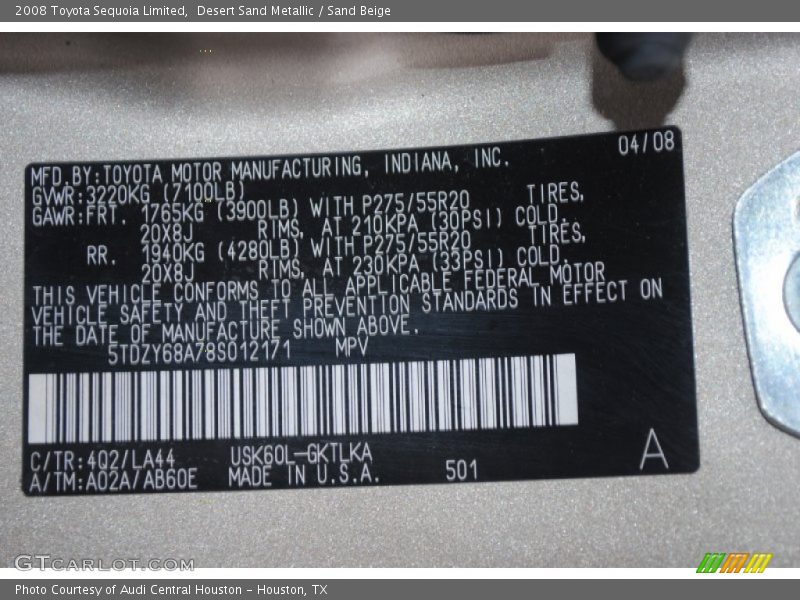 2008 Toyota Sequoia Limited,  Desert Sand Metallic / Sand Beige
04/08
MFD.BY:TOYOTA MOTOR MANUFACTURING, INDIANA, INC.
GVWR:3220KG (7100LB)
GAWR:FRT. 1765KG (3900LB) WITH P275/55R20 TIRES,
20X8J RIMS, AT 210KPA (30PSI) COLD.
RR. 1940KG (4280LB) WITH P275/55R20 TIRES,
20X8J RIMS, AT 230KPA (33PSI) COLD.
THIS VEHICLE CONFORMS TO ALL APPLICABLE FEDERAL MOTOR
VEHICLE SAFETY AND THEFT PREVENTION STANDARDS IN EFFECT ON
THE DATE OF MANUFACTURE SHOWN ABOVE.
5TDZY68A78S012171 MPV
C/TR:4Q2/LA44 USK60L-GKTLKA
A/TM:A02A/AB60E MADE IN U.S.A. 501 A
GTCARLOT.COM
Photo Courtesy of Audi Central Houston - Houston, TX